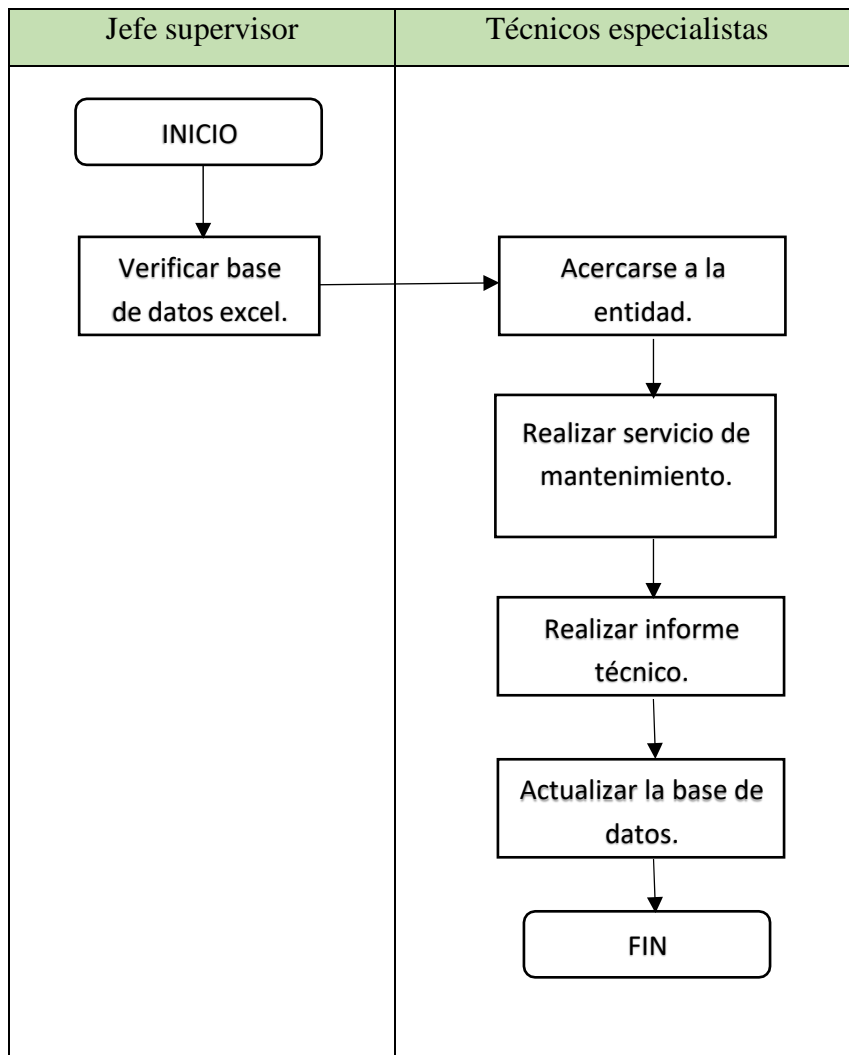 Jefe supervisor
Técnicos especialistas
INICIO
Verificar base
de datos excel.
Acercarse a la
entidad.
Realizar servicio de
mantenimiento.
Realizar informe
técnico.
Actualizar la base de
datos.
FIN